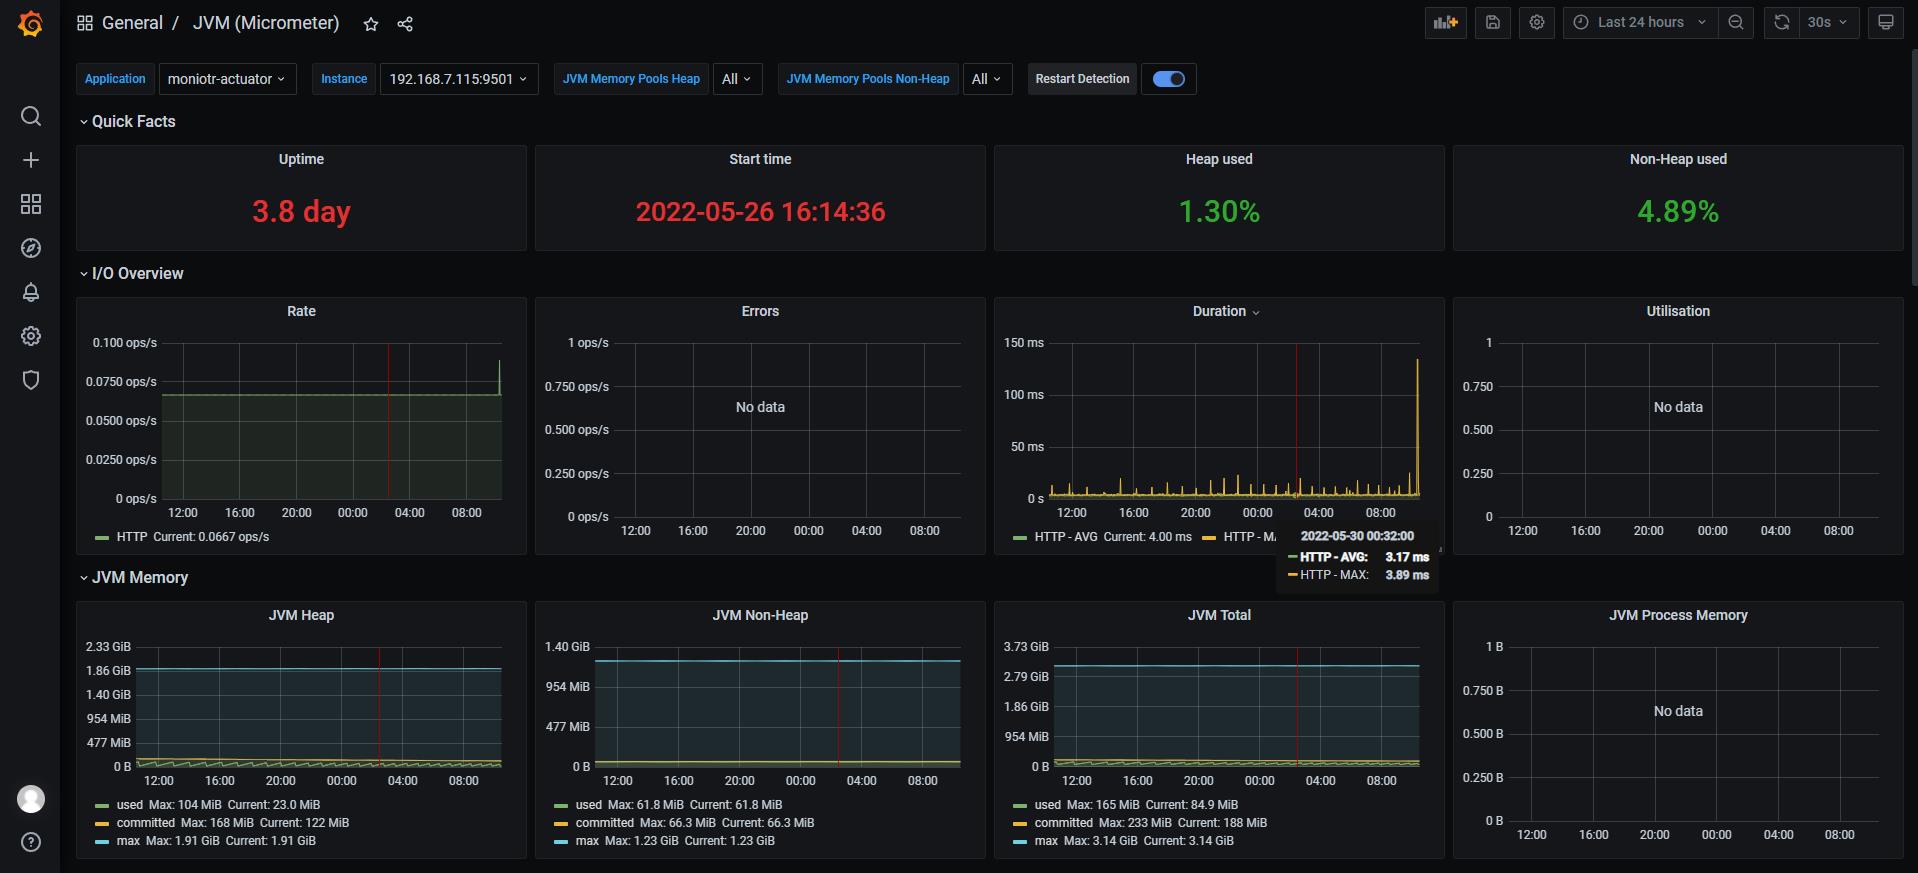 General / JVM (Micrometer)
Last 24 hours
30s
Application moniotr-actuator Instance 192.168.7.115:9501 JVM Memory Pools Heap All JVM Memory Pools Non-Heap All Restart Detection
Quick Facts
Uptime
3.8 day
Start time
2022-05-26 16:14:36
Heap used
1.30%
Non-Heap used
4.89%
I/O Overview
Rate
0.100 ops/s
0.0750 ops/s
0.0500 ops/s
0.0250 ops/s
0 ops/s
12:00 16:00 20:00 00:00 04:00 08:00
HTTP Current: 0.0667 ops/s
Errors
1 ops/s
0.750 ops/s
No data
0.500 ops/s
0.250 ops/s
0 ops/s
12:00 16:00 20:00 00:00 04:00 08:00
Duration
150 ms
100 ms
50 ms
0 s
12:00 16:00 20:00 00:00 04:00 08:00
HTTP - AVG Current: 4.00 ms HTTP - MA
2022-05-30 00:32:00
HTTP - AVG: 3.17 ms
HTTP - MAX: 3.89 ms
Utilisation
1
0.750
No data
0.500
0.250
0
12:00 16:00 20:00 00:00 04:00 08:00
JVM Memory
JVM Heap
2.33 GiB
1.86 GiB
1.40 GiB
954 MiB
477 MiB
0 B
12:00 16:00 20:00 00:00 04:00 08:00
used Max: 104 MiB Current: 23.0 MiB
committed Max: 168 MiB Current: 122 MiB
max Max: 1.91 GiB Current: 1.91 GiB
JVM Non-Heap
1.40 GiB
954 MiB
477 MiB
0 B
12:00 16:00 20:00 00:00 04:00 08:00
used Max: 61.8 MiB Current: 61.8 MiB
committed Max: 66.3 MiB Current: 66.3 MiB
max Max: 1.23 GiB Current: 1.23 GiB
JVM Total
3.73 GiB
2.79 GiB
1.86 GiB
954 MiB
0 B
12:00 16:00 20:00 00:00 04:00 08:00
used Max: 165 MiB Current: 84.9 MiB
committed Max: 233 MiB Current: 188 MiB
max Max: 3.14 GiB Current: 3.14 GiB
JVM Process Memory
1 B
0.750 B
No data
0.500 B
0.250 B
0 B
12:00 16:00 20:00 00:00 04:00 08:00